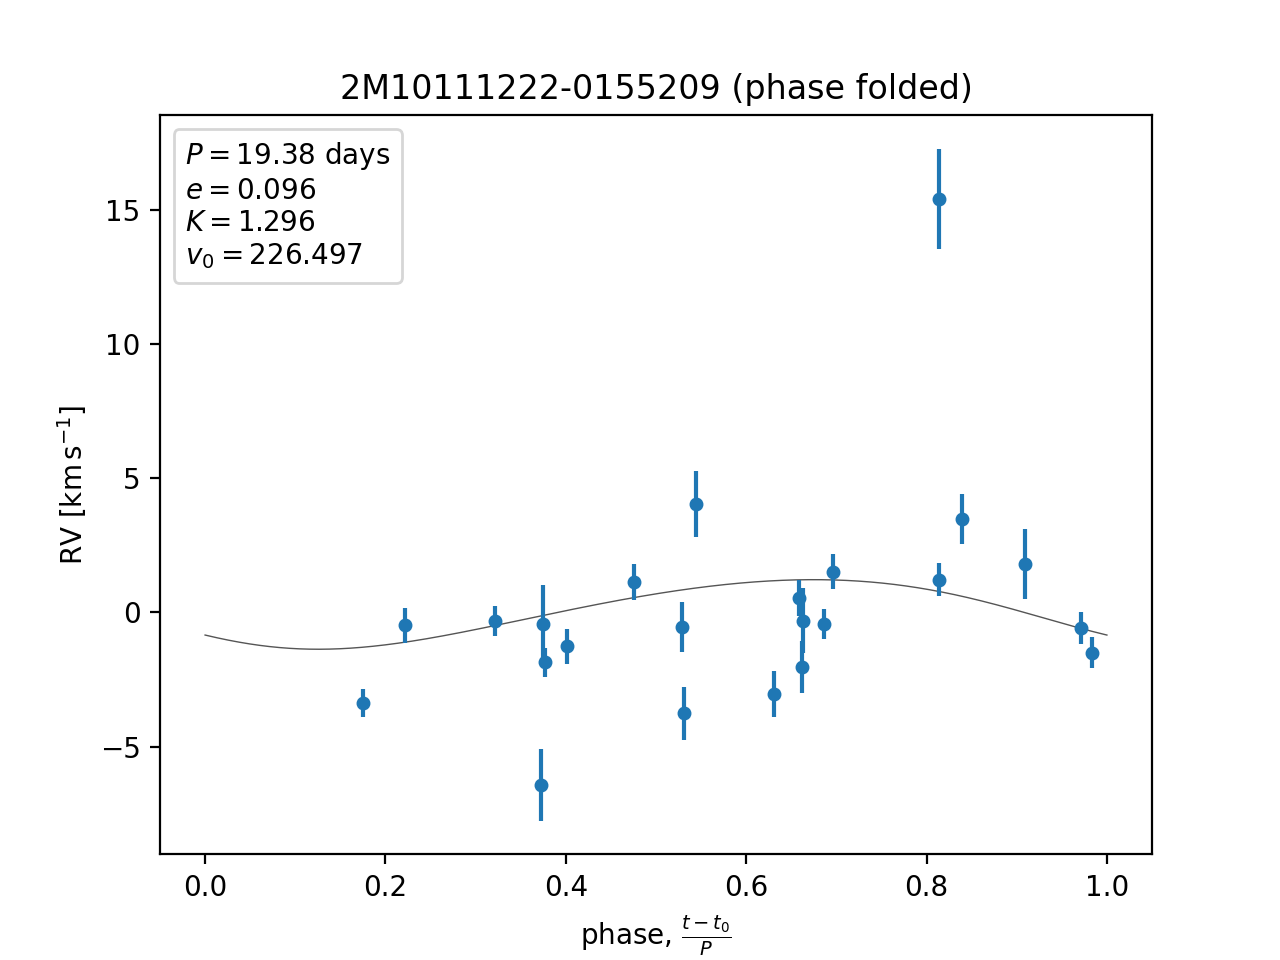 2M10111222-0155209 (phase folded)
P = 19.38 days
e = 0.096
K = 1.296
v₀ = 226.497
15
10
5
0
−5
RV [km s⁻¹]
0.0 0.2 0.4 0.6 0.8 1.0
phase, (t − t₀)/P